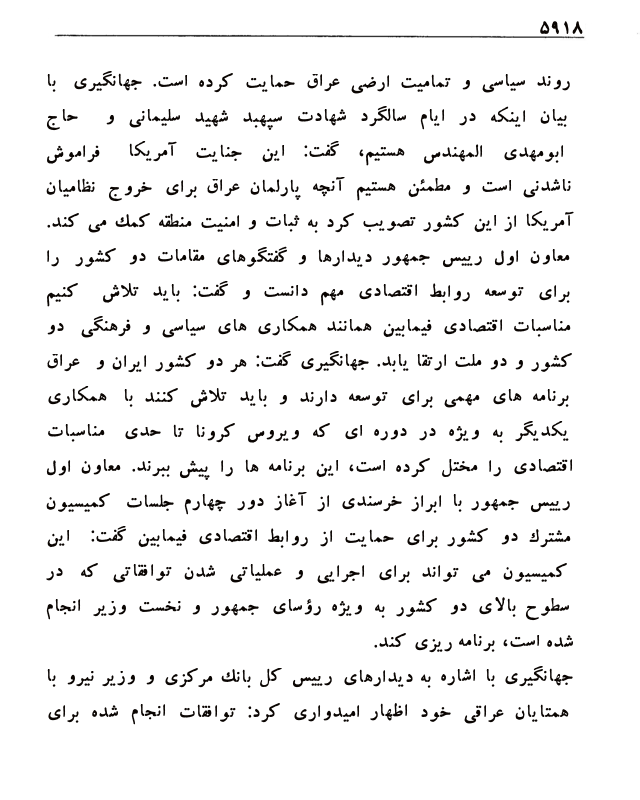 ۵۹۱۸
روند سیاسی و تمامیت ارضی عراق حمایت کرده است. جهانگیری با
بیان اینکه در ایام سالگرد شهادت سپهبد شهید سلیمانی و حاج
ابومهدی المهندس هستیم، گفت: این جنایت آمریکا فراموش
ناشدنی است و مطمئن هستیم آنچه پارلمان عراق برای خروج نظامیان
آمریکا از این کشور تصویب کرد به ثبات و امنیت منطقه کمك می کند.
معاون اول رییس جمهور دیدارها و گفتگوهای مقامات دو کشور را
برای توسعه روابط اقتصادی مهم دانست و گفت: باید تلاش کنیم
مناسبات اقتصادی فیمابین همانند همکاری های سیاسی و فرهنگی دو
کشور و دو ملت ارتقا یابد. جهانگیری گفت: هر دو کشور ایران و عراق
برنامه های مهمی برای توسعه دارند و باید تلاش کنند با همکاری
یکدیگر به ویژه در دوره ای که ویروس کرونا تا حدی مناسبات
اقتصادی را مختل کرده است، این برنامه ها را پیش ببرند. معاون اول
رییس جمهور با ابراز خرسندی از آغاز دور چهارم جلسات کمیسیون
مشترك دو کشور برای حمایت از روابط اقتصادی فیمابین گفت: این
کمیسیون می تواند برای اجرایی و عملیاتی شدن توافقاتی که در
سطوح بالای دو کشور به ویژه رؤسای جمهور و نخست وزیر انجام
شده است، برنامه ریزی کند.
جهانگیری با اشاره به دیدارهای رییس کل بانك مرکزی و وزیر نیرو با
همتایان عراقی خود اظهار امیدواری کرد: توافقات انجام شده برای